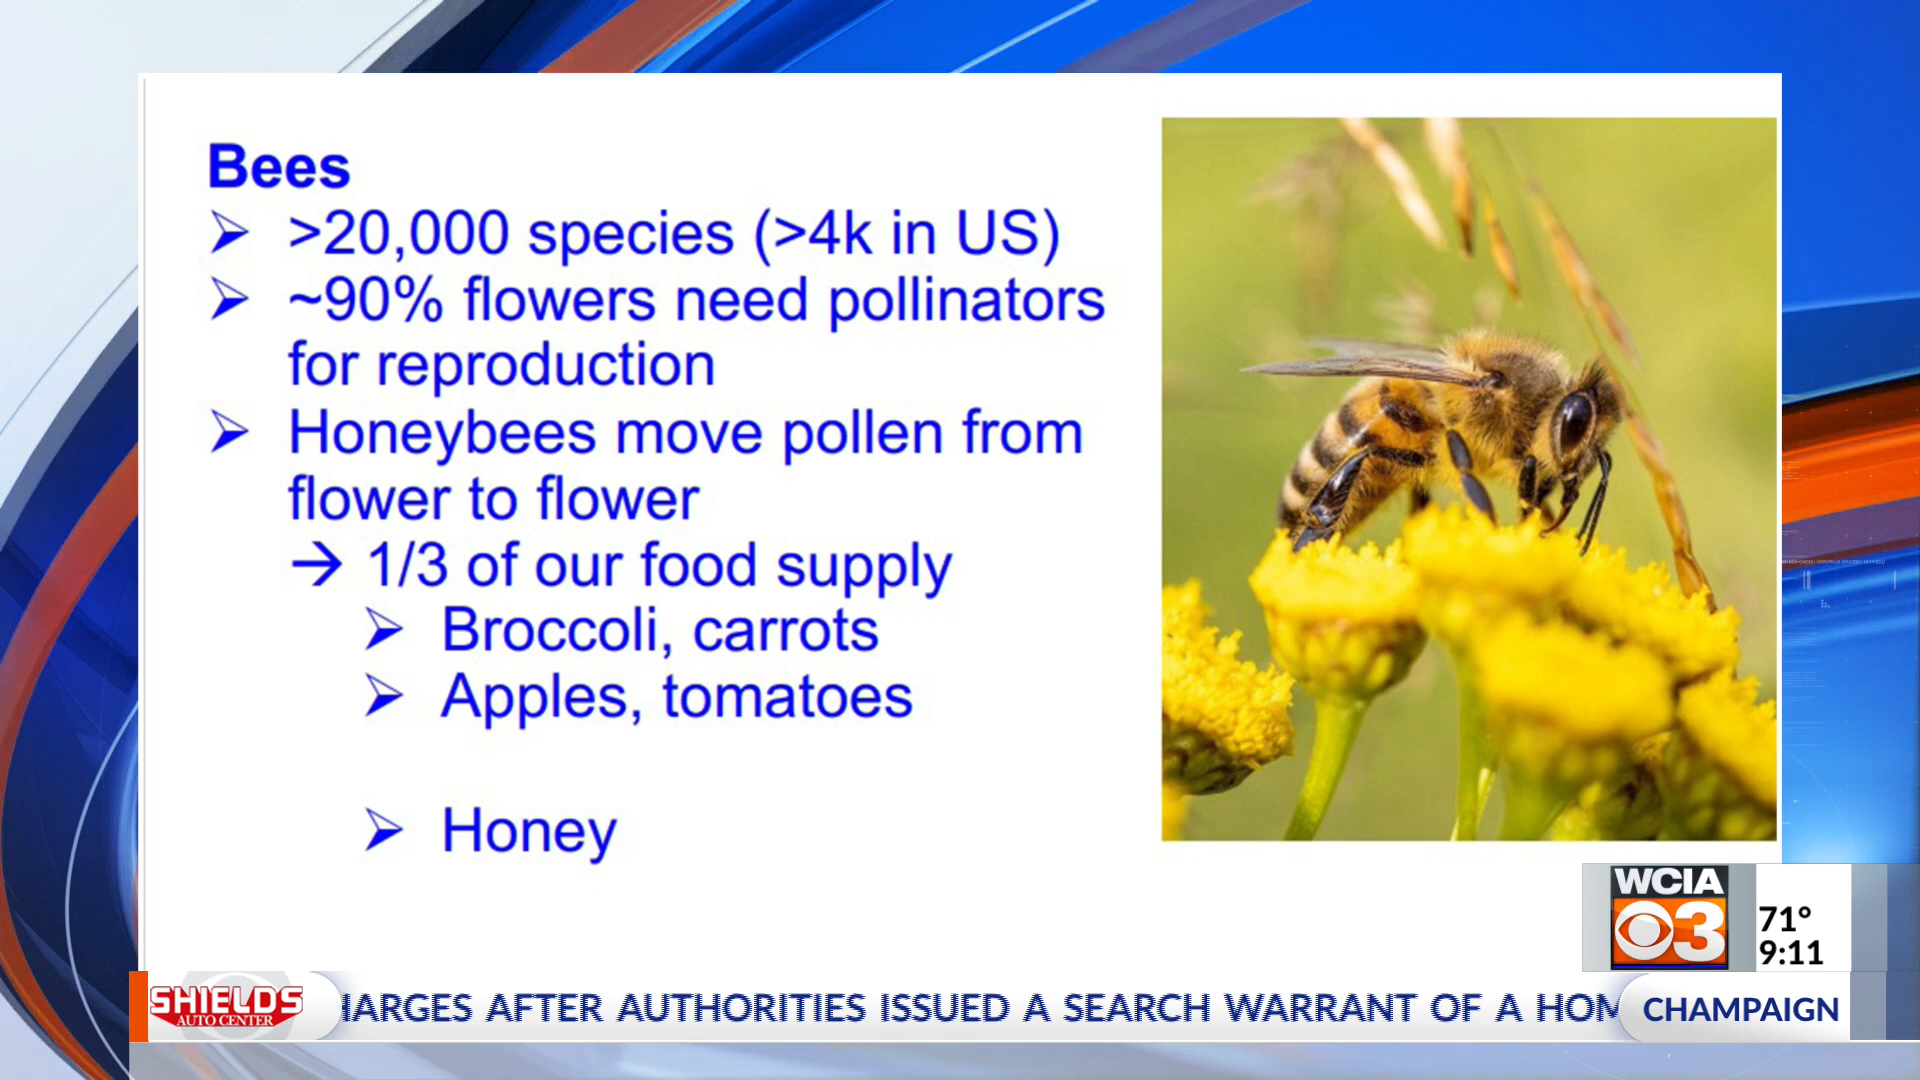 Bees
➢ >20,000 species (>4k in US)
➢ ~90% flowers need pollinators
for reproduction
➢ Honeybees move pollen from
flower to flower
→ 1/3 of our food supply
➢ Broccoli, carrots
➢ Apples, tomatoes
➢ Honey
WCIA
3
71°
9:11
SHIELDS
AUTO CENTER
HARGES AFTER AUTHORITIES ISSUED A SEARCH WARRANT OF A HOM
CHAMPAIGN